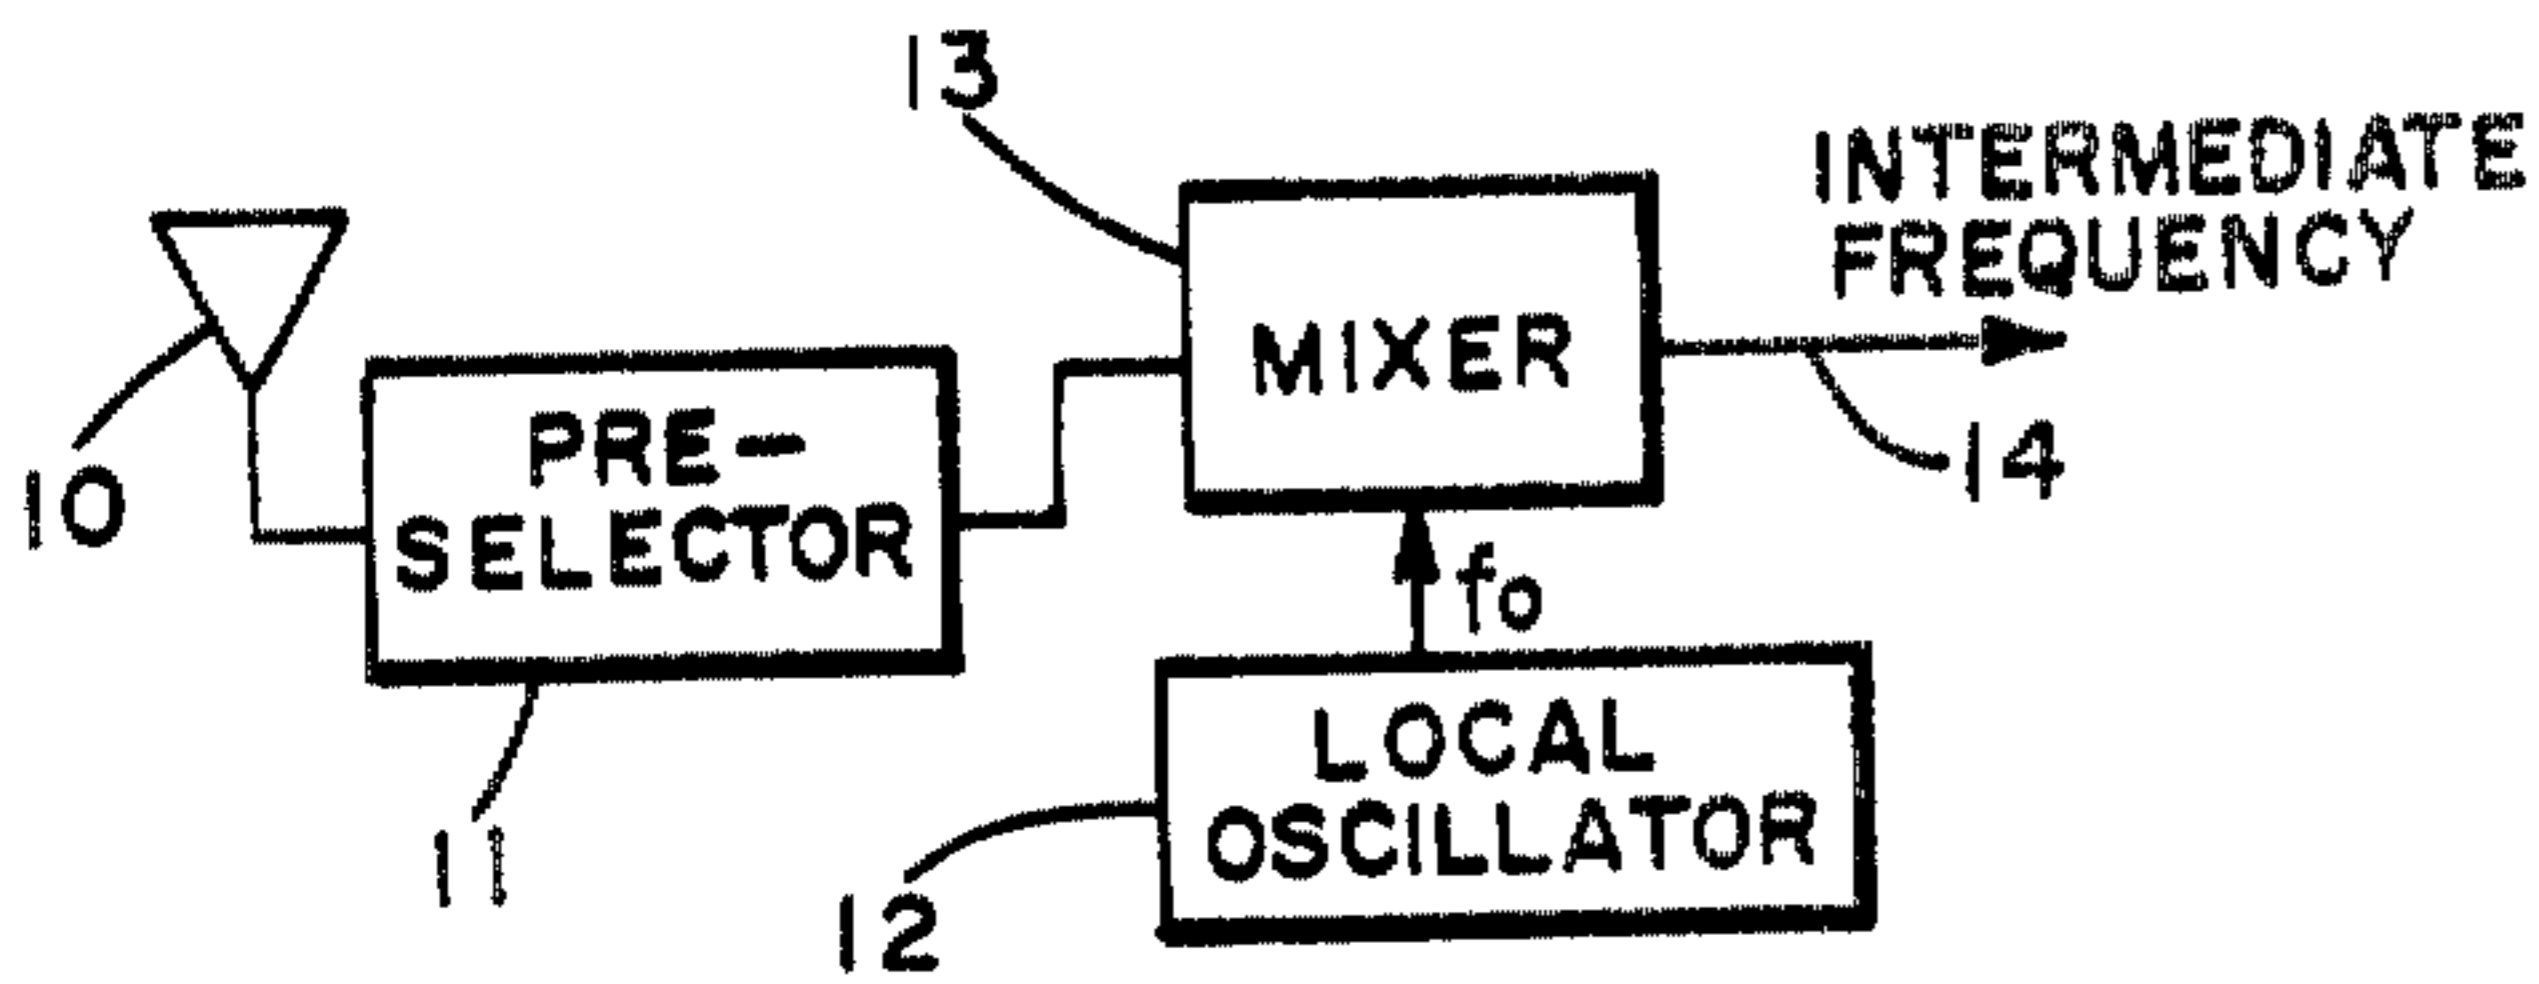 13
INTERMEDIATE
FREQUENCY
MIXER
10
PRE-
SELECTOR
14
fo
11
LOCAL
OSCILLATOR
12